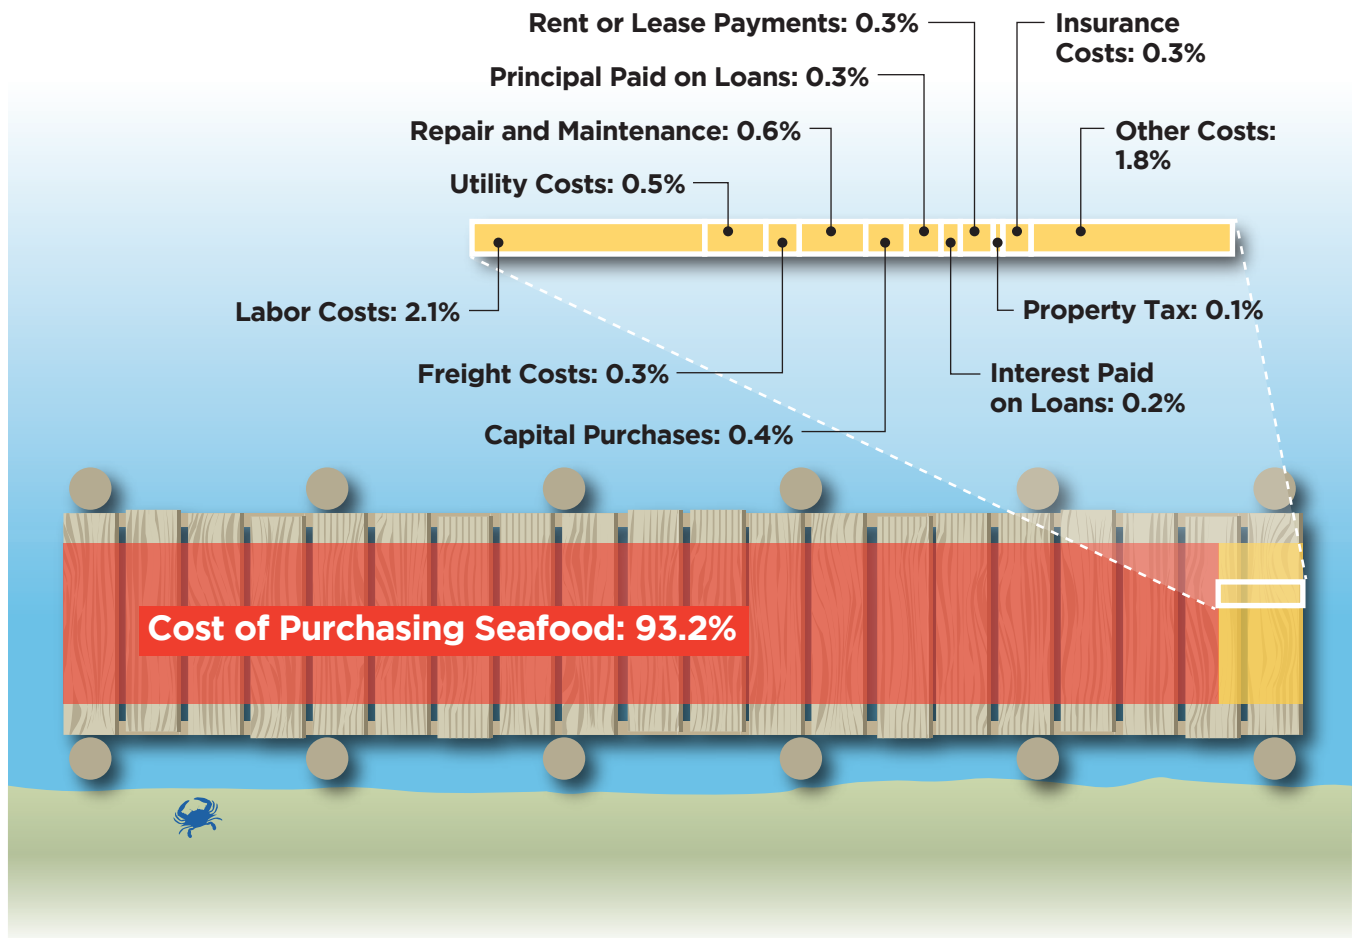 Rent or Lease Payments: 0.3%
Insurance
Costs: 0.3%
Principal Paid on Loans: 0.3%
Repair and Maintenance: 0.6%
Other Costs:
1.8%
Utility Costs: 0.5%
Labor Costs: 2.1%
Property Tax: 0.1%
Freight Costs: 0.3%
Interest Paid
on Loans: 0.2%
Capital Purchases: 0.4%
Cost of Purchasing Seafood: 93.2%